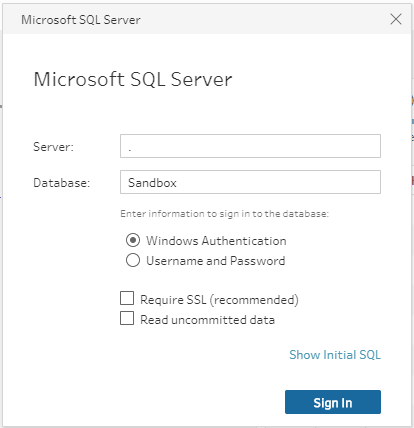 Microsoft SQL Server
Microsoft SQL Server
Server: .
Database: Sandbox
Enter information to sign in to the database:
Windows Authentication
Username and Password
Require SSL (recommended)
Read uncommitted data
Show Initial SQL
Sign In